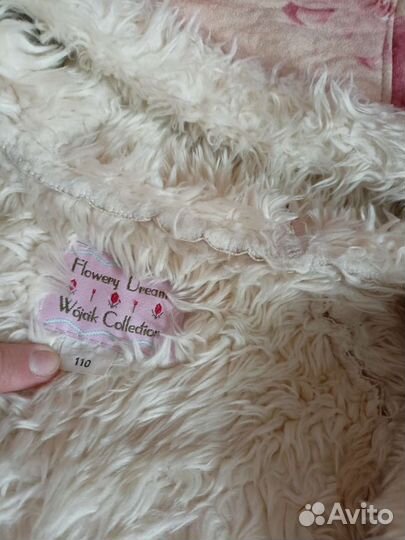 Flowery Dream
Wójcik Collection
110
Avito